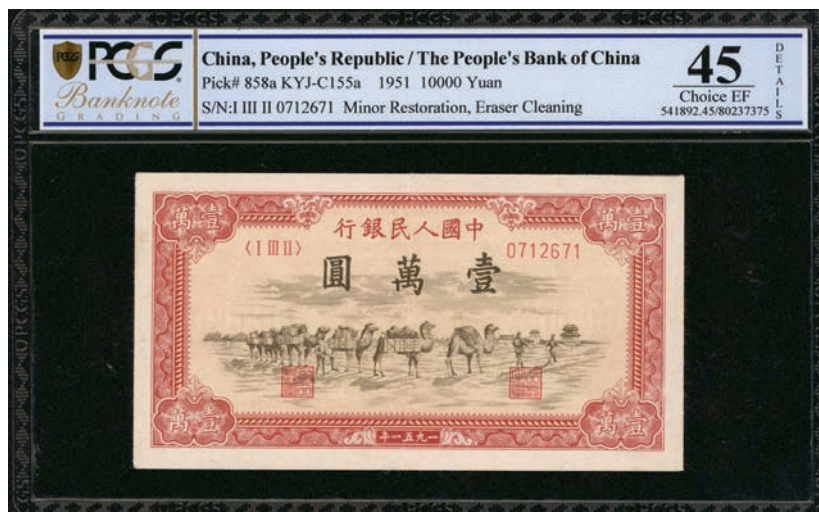 PCGS
PCGS
Banknote
GRADING
China, People's Republic / The People's Bank of China
Pick# 858a KYJ-C155a 1951 10000 Yuan
S/N:I III II 0712671 Minor Restoration, Eraser Cleaning
45
Choice EF
541892.45/80237375
DETAILS
壹萬
萬壹
行銀民人國中
〈I III II〉
0712671
圓萬壹
壹萬
萬壹
年一五九一